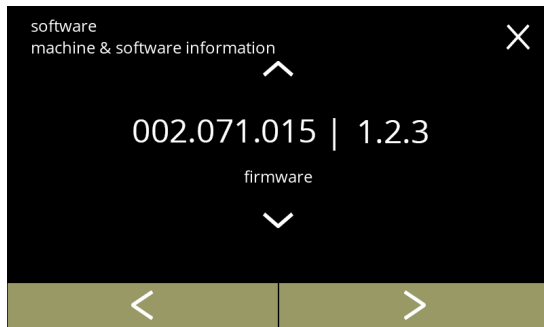 software
machine & software information
002.071.015 | 1.2.3
firmware